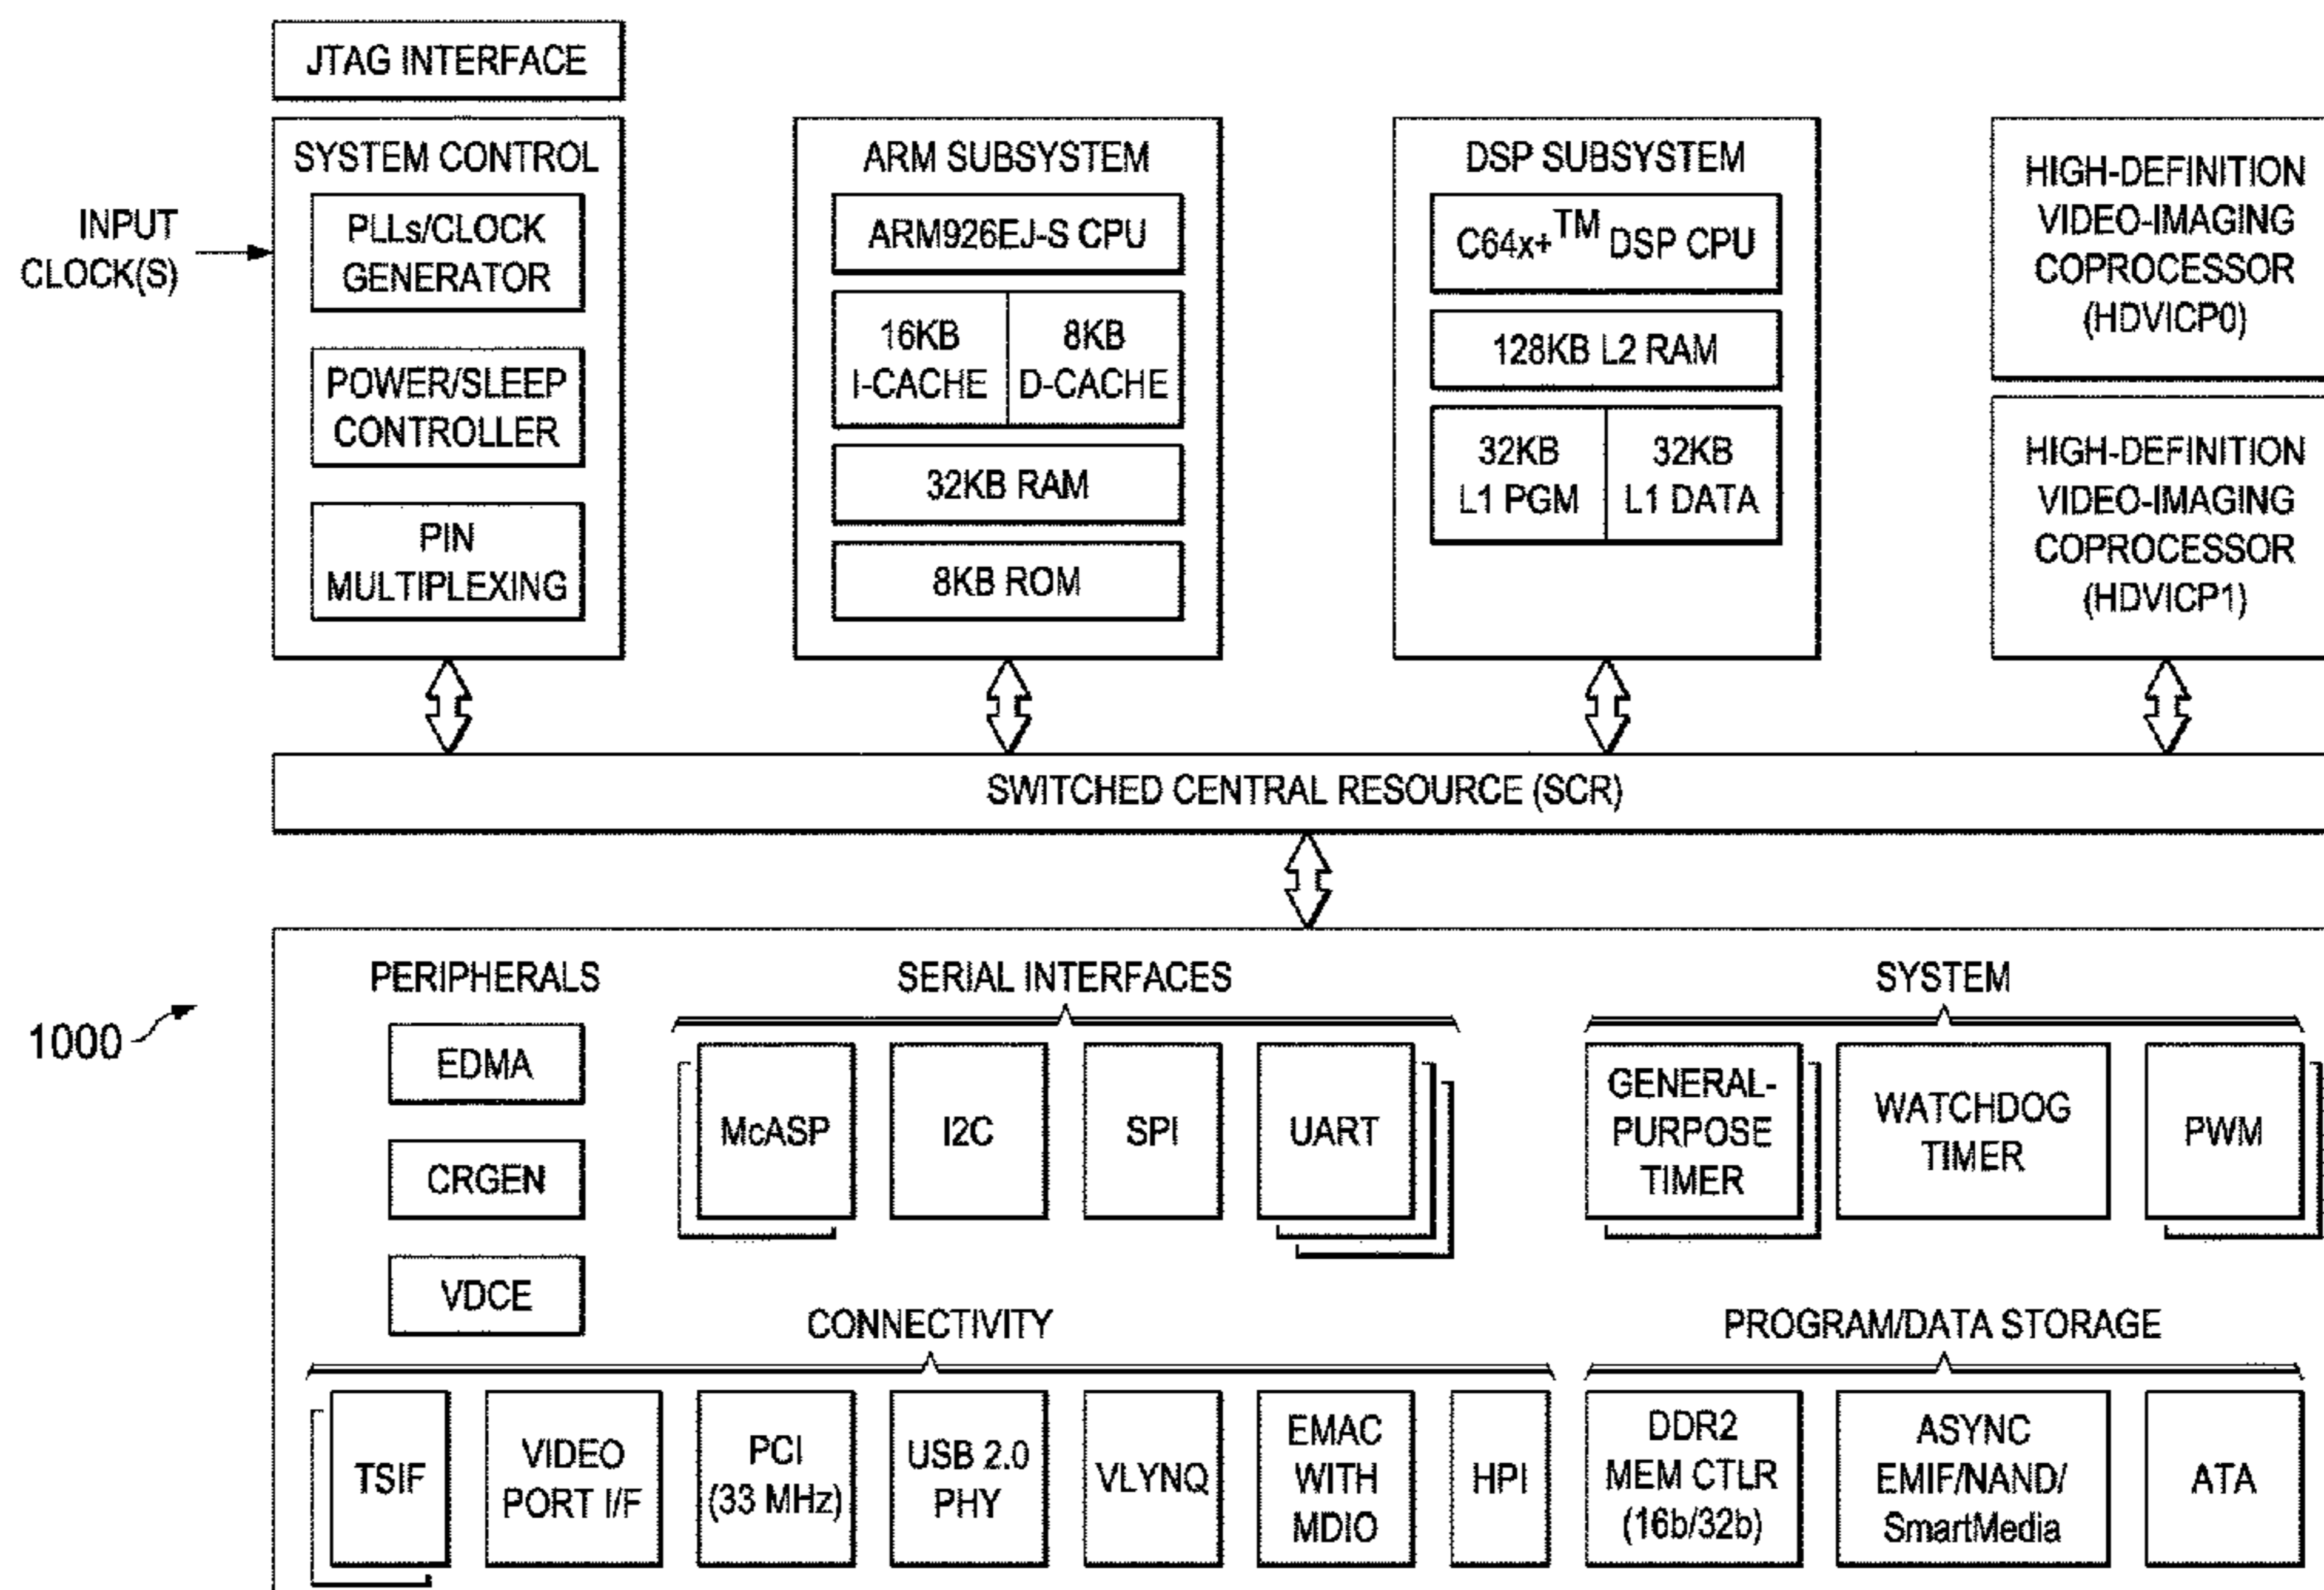 JTAG INTERFACE
SYSTEM CONTROL
INPUT
CLOCK(S)
PLLs/CLOCK
GENERATOR
POWER/SLEEP
CONTROLLER
PIN
MULTIPLEXING
ARM SUBSYSTEM
ARM926EJ-S CPU
16KB
I-CACHE
8KB
D-CACHE
32KB RAM
8KB ROM
DSP SUBSYSTEM
C64x+TM DSP CPU
128KB L2 RAM
32KB
L1 PGM
32KB
L1 DATA
HIGH-DEFINITION
VIDEO-IMAGING
COPROCESSOR
(HDVICP0)
HIGH-DEFINITION
VIDEO-IMAGING
COPROCESSOR
(HDVICP1)
SWITCHED CENTRAL RESOURCE (SCR)
1000
PERIPHERALS
EDMA
CRGEN
VDCE
SERIAL INTERFACES
McASP
I2C
SPI
UART
SYSTEM
GENERAL-
PURPOSE
TIMER
WATCHDOG
TIMER
PWM
CONNECTIVITY
TSIF
VIDEO
PORT I/F
PCI
(33 MHz)
USB 2.0
PHY
VLYNQ
EMAC
WITH
MDIO
HPI
PROGRAM/DATA STORAGE
DDR2
MEM CTLR
(16b/32b)
ASYNC
EMIF/NAND/
SmartMedia
ATA